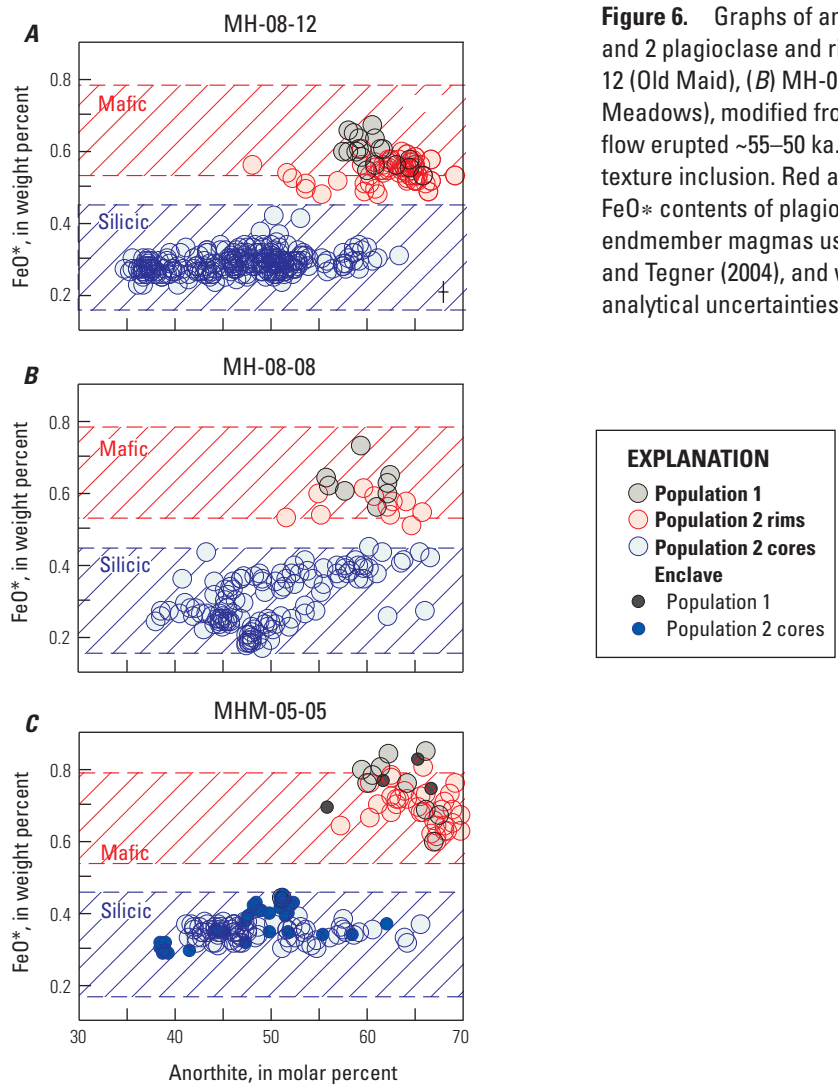 A
MH-08-12
FeO*, in weight percent
0.8
0.6
0.4
0.2
Mafic
Silicic
B
MH-08-08
FeO*, in weight percent
0.8
0.6
0.4
0.2
Mafic
Silicic
C
MHM-05-05
FeO*, in weight percent
0.8
0.6
0.4
0.2
Mafic
Silicic
30 40 50 60 70
Anorthite, in molar percent
Figure 6. Graphs of an
and 2 plagioclase and ri
12 (Old Maid), (B) MH-0
Meadows), modified fro
flow erupted ~55–50 ka.
texture inclusion. Red a
FeO* contents of plagio
endmember magmas us
and Tegner (2004), and v
analytical uncertainties
EXPLANATION
Population 1
Population 2 rims
Population 2 cores
Enclave
Population 1
Population 2 cores